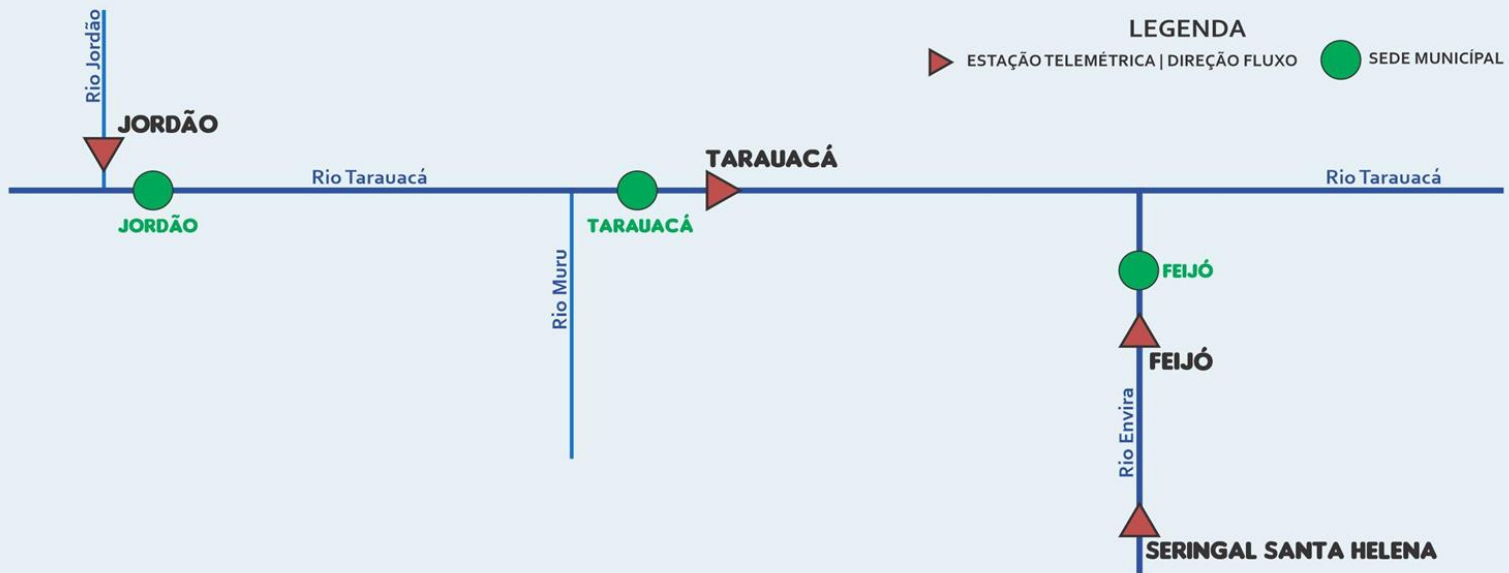 LEGENDA
ESTAÇÃO TELEMÉTRICA | DIREÇÃO FLUXO
SEDE MUNICÍPAL
Rio Jordão
JORDÃO
JORDÃO
Rio Tarauacá
TARAUACÁ
TARAUACÁ
Rio Tarauacá
Rio Muru
FEIJÓ
FEIJÓ
Rio Envira
SERINGAL SANTA HELENA